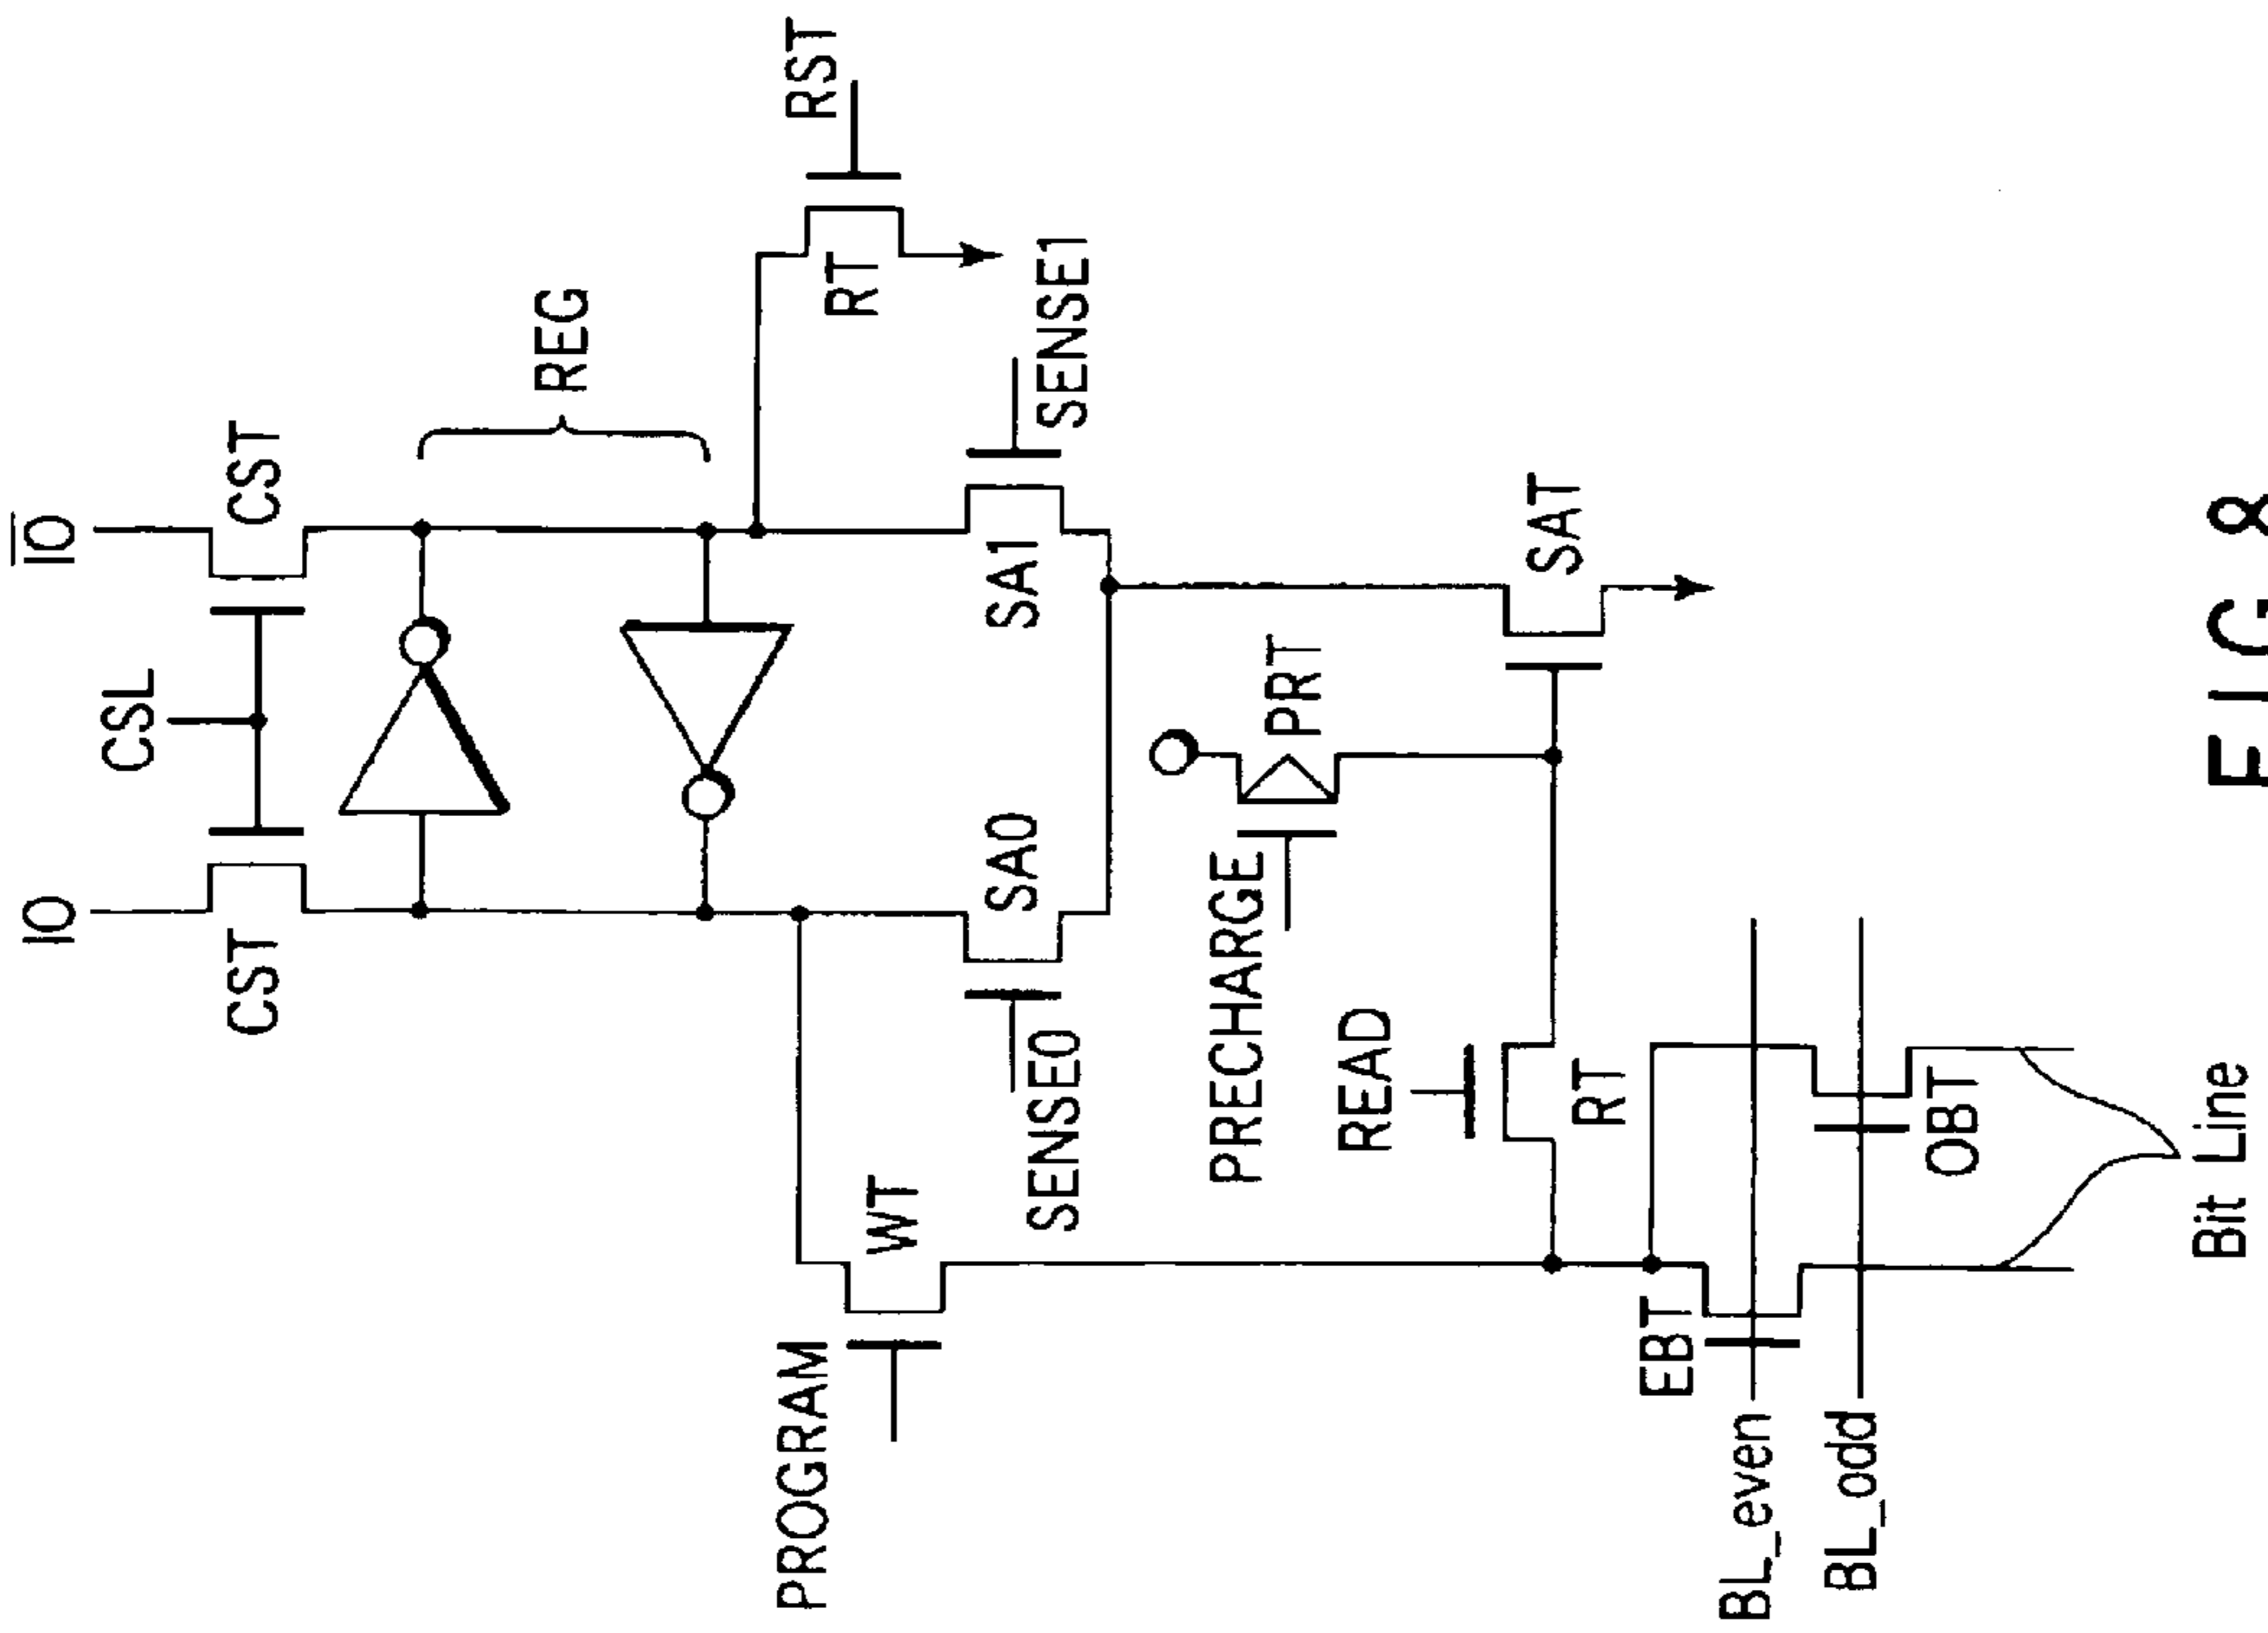 IO
I̅O̅
CSL
CST
CST
REG
RST
RT
PROGRAM
WT
SA0
SA1
SENSE0
SENSE1
PRECHARGE
PRT
READ
SAT
RT
EBT
BL_even
BL_odd
OBT
Bit Line
FIG 8